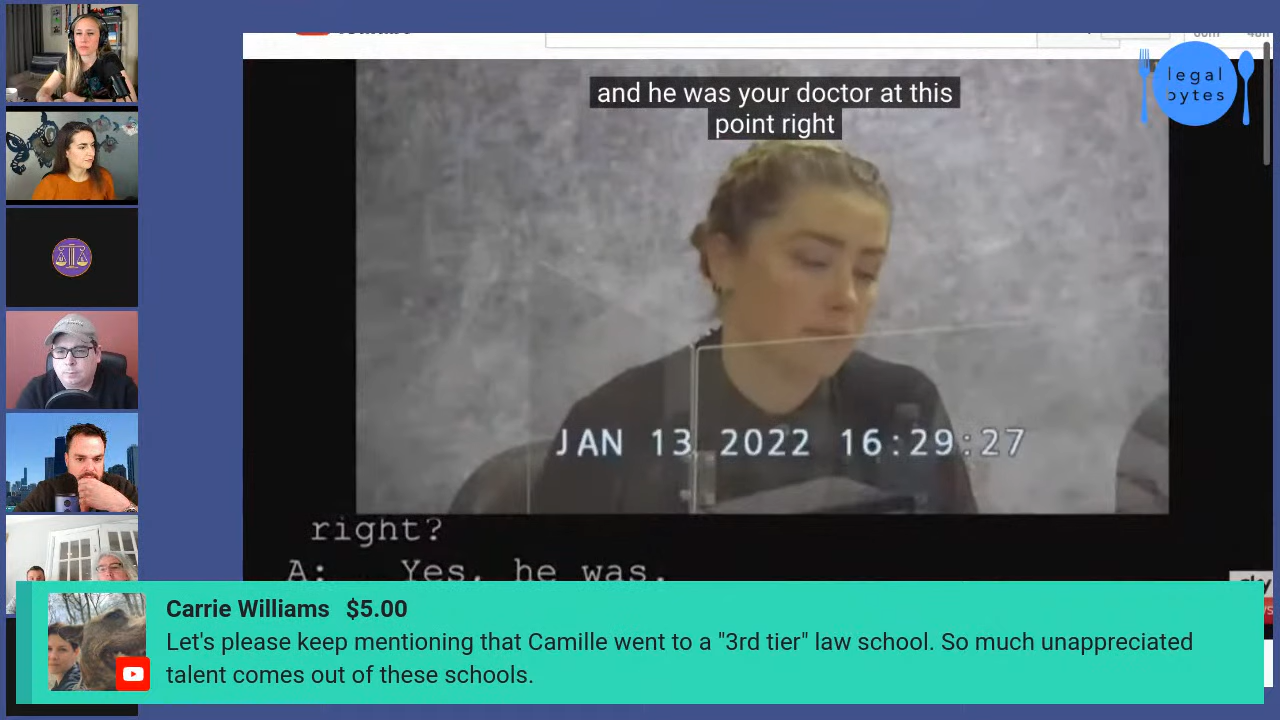 legal
bytes
and he was your doctor at this
point right
JAN 13 2022 16:29:27
right?
A: Yes, he was.
Carrie Williams $5.00
Let's please keep mentioning that Camille went to a "3rd tier" law school. So much unappreciated
talent comes out of these schools.